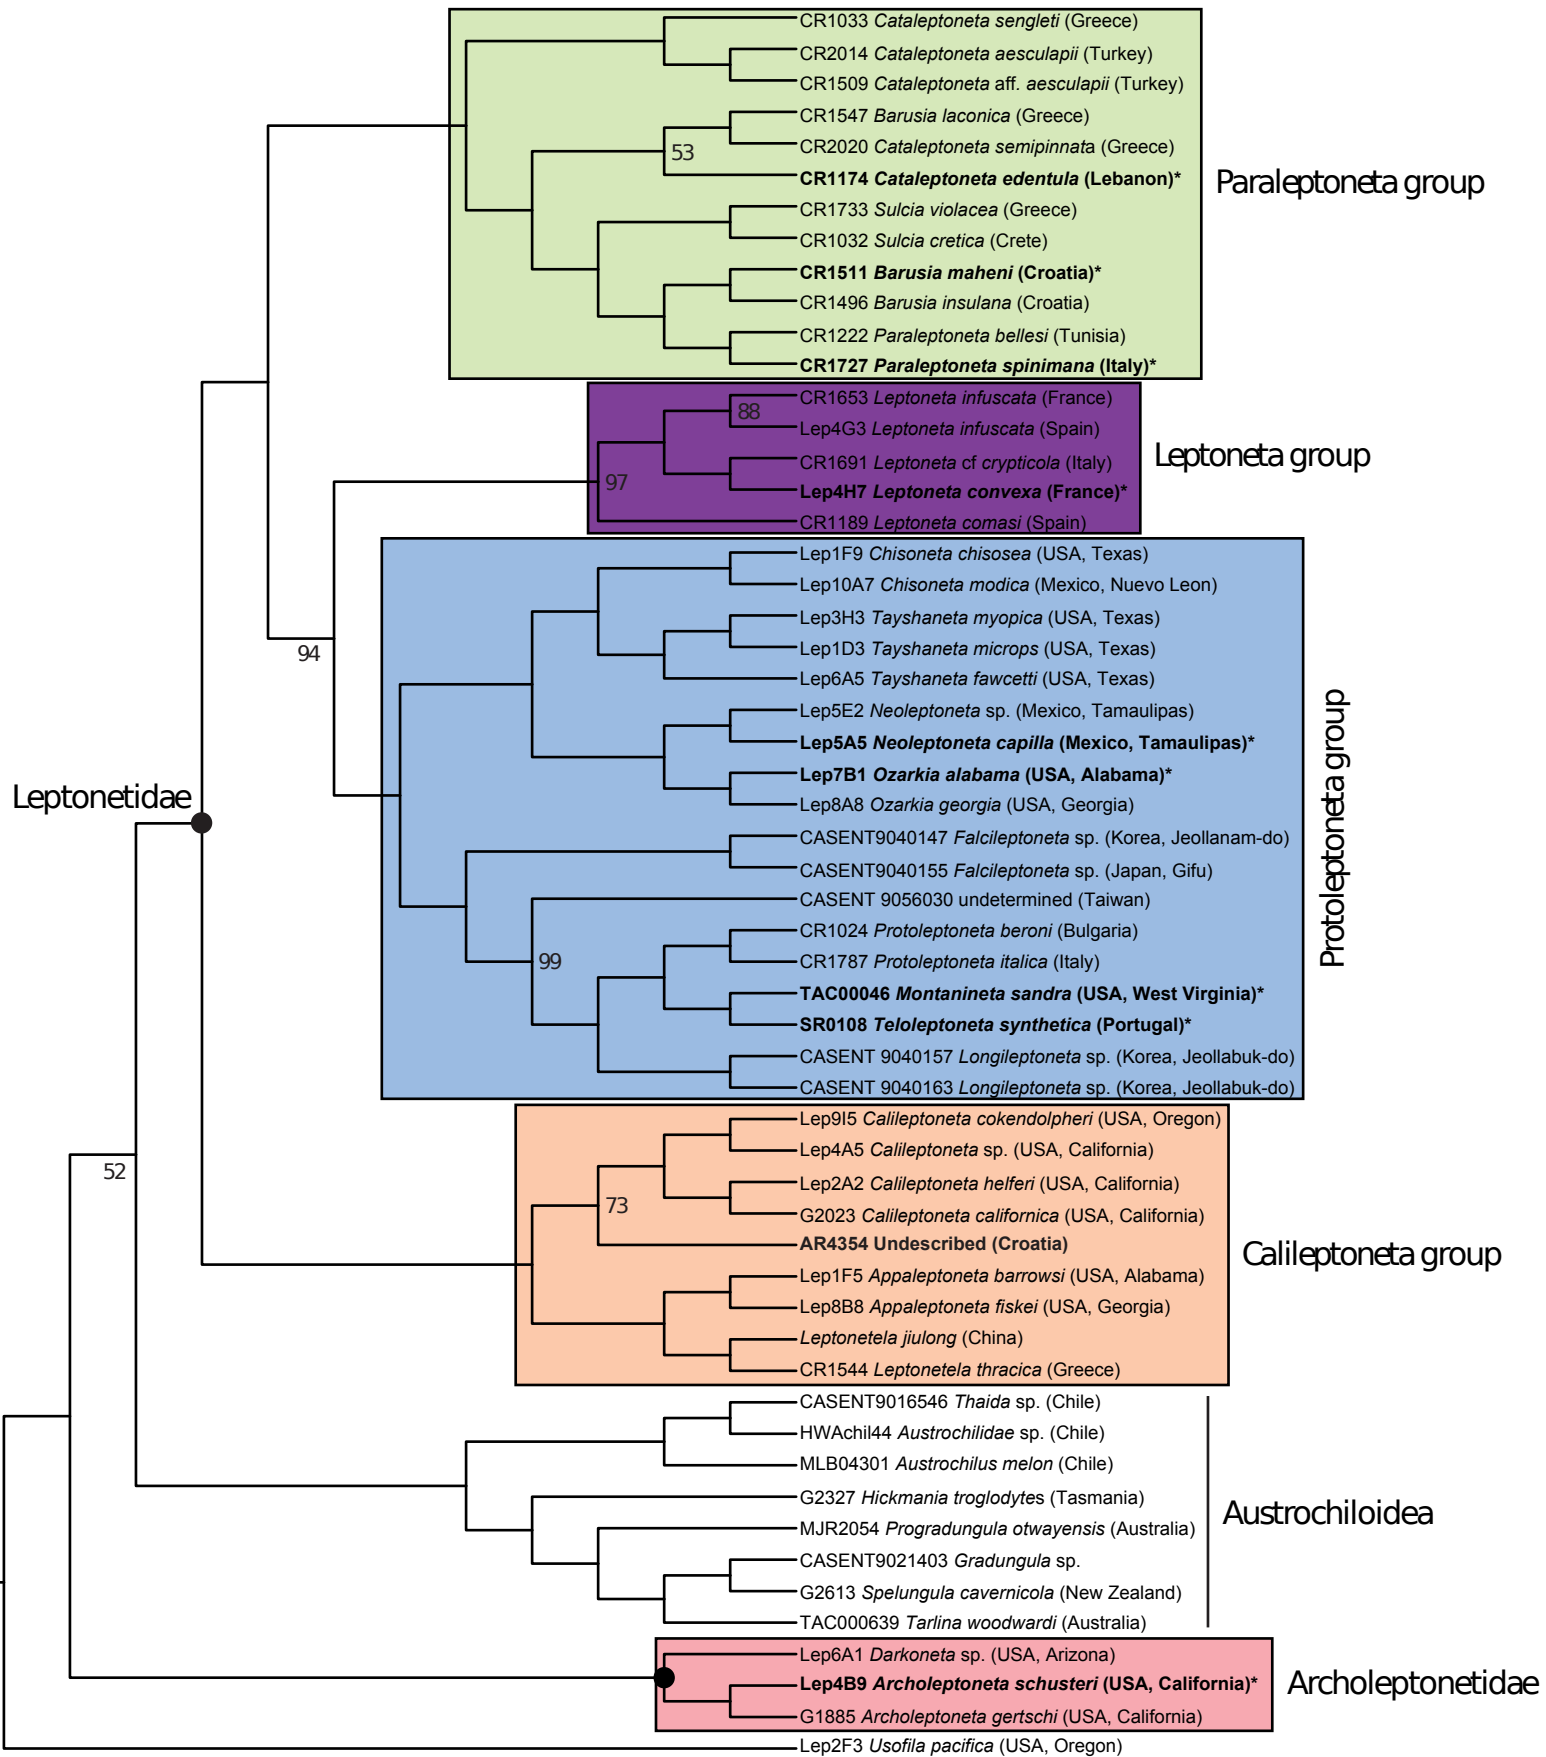 CR1033 Cataleptoneta sengleti (Greece)
CR2014 Cataleptoneta aesculapii (Turkey)
CR1509 Cataleptoneta aff. aesculapii (Turkey)
CR1547 Barusia laconica (Greece)
CR2020 Cataleptoneta semipinnata (Greece)
53
CR1174 Cataleptoneta edentula (Lebanon)*
Paraleptoneta group
CR1733 Sulcia violacea (Greece)
CR1032 Sulcia cretica (Crete)
CR1511 Barusia maheni (Croatia)*
CR1496 Barusia insulana (Croatia)
CR1222 Paraleptoneta bellesi (Tunisia)
CR1727 Paraleptoneta spinimana (Italy)*
CR1653 Leptoneta infuscata (France)
88
Lep4G3 Leptoneta infuscata (Spain)
Leptoneta group
CR1691 Leptoneta cf crypticola (Italy)
97
Lep4H7 Leptoneta convexa (France)*
CR1189 Leptoneta comasi (Spain)
Lep1F9 Chisoneta chisosea (USA, Texas)
Lep10A7 Chisoneta modica (Mexico, Nuevo Leon)
Lep3H3 Tayshaneta myopica (USA, Texas)
Lep1D3 Tayshaneta microps (USA, Texas)
94
Lep6A5 Tayshaneta fawcetti (USA, Texas)
Lep5E2 Neoleptoneta sp. (Mexico, Tamaulipas)
Lep5A5 Neoleptoneta capilla (Mexico, Tamaulipas)*
Lep7B1 Ozarkia alabama (USA, Alabama)*
Leptonetidae
Lep8A8 Ozarkia georgia (USA, Georgia)
Protoleptoneta group
CASENT9040147 Falcileptoneta sp. (Korea, Jeollanam-do)
CASENT9040155 Falcileptoneta sp. (Japan, Gifu)
CASENT 9056030 undetermined (Taiwan)
CR1024 Protoleptoneta beroni (Bulgaria)
99
CR1787 Protoleptoneta italica (Italy)
TAC00046 Montanineta sandra (USA, West Virginia)*
SR0108 Teloleptoneta synthetica (Portugal)*
CASENT 9040157 Longileptoneta sp. (Korea, Jeollabuk-do)
CASENT 9040163 Longileptoneta sp. (Korea, Jeollabuk-do)
Lep9I5 Calileptoneta cokendolpheri (USA, Oregon)
Lep4A5 Calileptoneta sp. (USA, California)
52
Lep2A2 Calileptoneta helferi (USA, California)
73
G2023 Calileptoneta californica (USA, California)
AR4354 Undescribed (Croatia)
Calileptoneta group
Lep1F5 Appaleptoneta barrowsi (USA, Alabama)
Lep8B8 Appaleptoneta fiskei (USA, Georgia)
Leptonetela jiulong (China)
CR1544 Leptonetela thracica (Greece)
CASENT9016546 Thaida sp. (Chile)
HWAchil44 Austrochilidae sp. (Chile)
MLB04301 Austrochilus melon (Chile)
G2327 Hickmania troglodytes (Tasmania)
Austrochiloidea
MJR2054 Progradungula otwayensis (Australia)
CASENT9021403 Gradungula sp.
G2613 Spelungula cavernicola (New Zealand)
TAC000639 Tarlina woodwardi (Australia)
Lep6A1 Darkoneta sp. (USA, Arizona)
Lep4B9 Archoleptoneta schusteri (USA, California)*
Archoleptonetidae
G1885 Archoleptoneta gertschi (USA, California)
Lep2F3 Usofila pacifica (USA, Oregon)